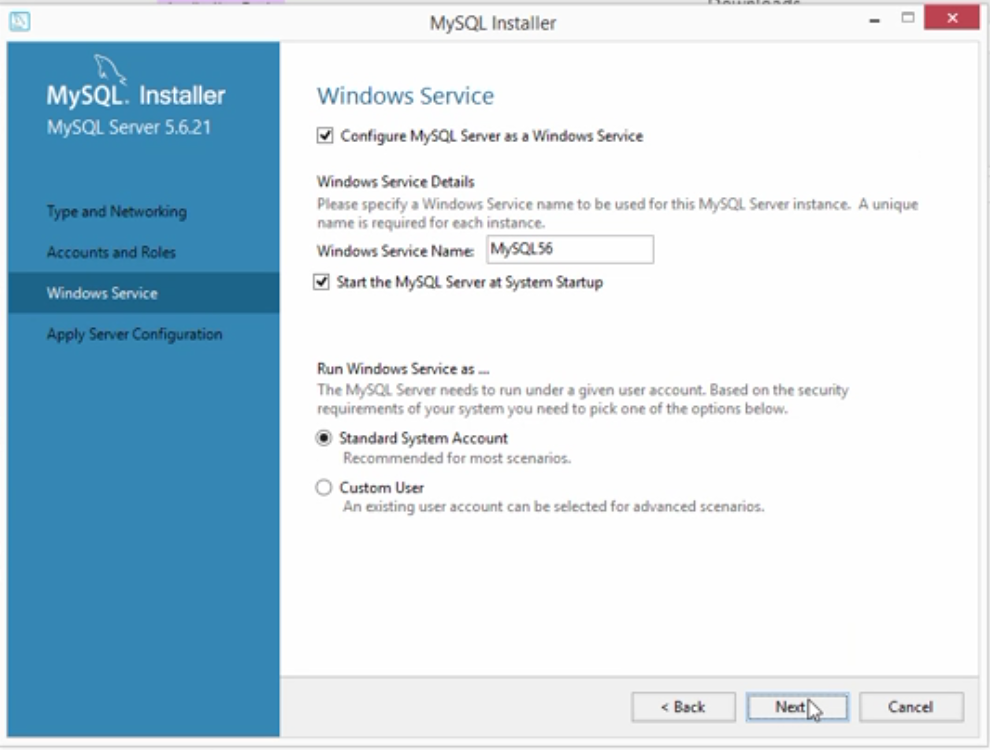 MySQL Installer
MySQL. Installer
MySQL Server 5.6.21
Type and Networking
Accounts and Roles
Windows Service
Apply Server Configuration
Windows Service
Configure MySQL Server as a Windows Service
Windows Service Details
Please specify a Windows Service name to be used for this MySQL Server instance. A unique
name is required for each instance.
Windows Service Name: MySQL56
Start the MySQL Server at System Startup
Run Windows Service as ...
The MySQL Server needs to run under a given user account. Based on the security
requirements of your system you need to pick one of the options below.
Standard System Account
Recommended for most scenarios.
Custom User
An existing user account can be selected for advanced scenarios.
< Back Next Cancel